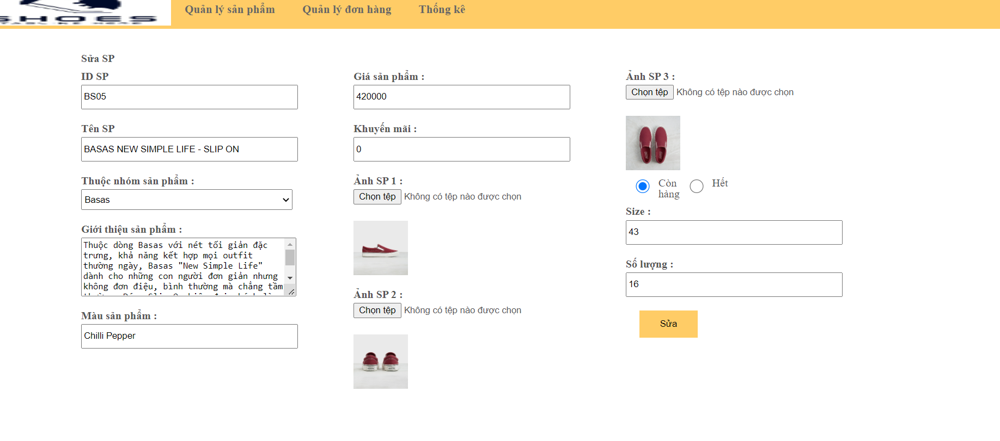 SHOES
Quản lý sản phẩm
Quản lý đơn hàng
Thống kê
Sửa SP
ID SP
BS05
Tên SP
BASAS NEW SIMPLE LIFE - SLIP ON
Thuộc nhóm sản phẩm :
Basas
Giới thiệu sản phẩm :
Thuộc dòng Basas với nét tối giản đặc
trưng, khả năng kết hợp mọi outfit
thường ngày, Basas "New Simple Life"
dành cho những con người đơn giản nhưng
không đơn điệu, bình thường mà chẳng tầm
Màu sản phẩm :
Chilli Pepper
Giá sản phẩm :
420000
Khuyến mãi :
0
Ảnh SP 1 :
Chọn tệp Không có tệp nào được chọn
Ảnh SP 2 :
Chọn tệp Không có tệp nào được chọn
Ảnh SP 3 :
Chọn tệp Không có tệp nào được chọn
Còn
hàng
Hết
Size :
43
Số lượng :
16
Sửa